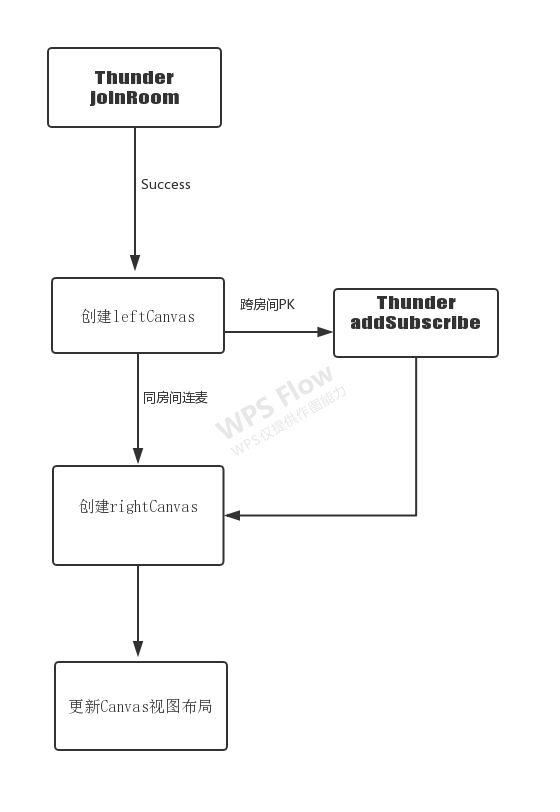 Thunder
joinRoom
Success
创建leftCanvas
跨房间PK
Thunder
addSubscribe
同房间连麦
WPS Flow
WPS仅提供作图能力
创建rightCanvas
更新Canvas视图布局